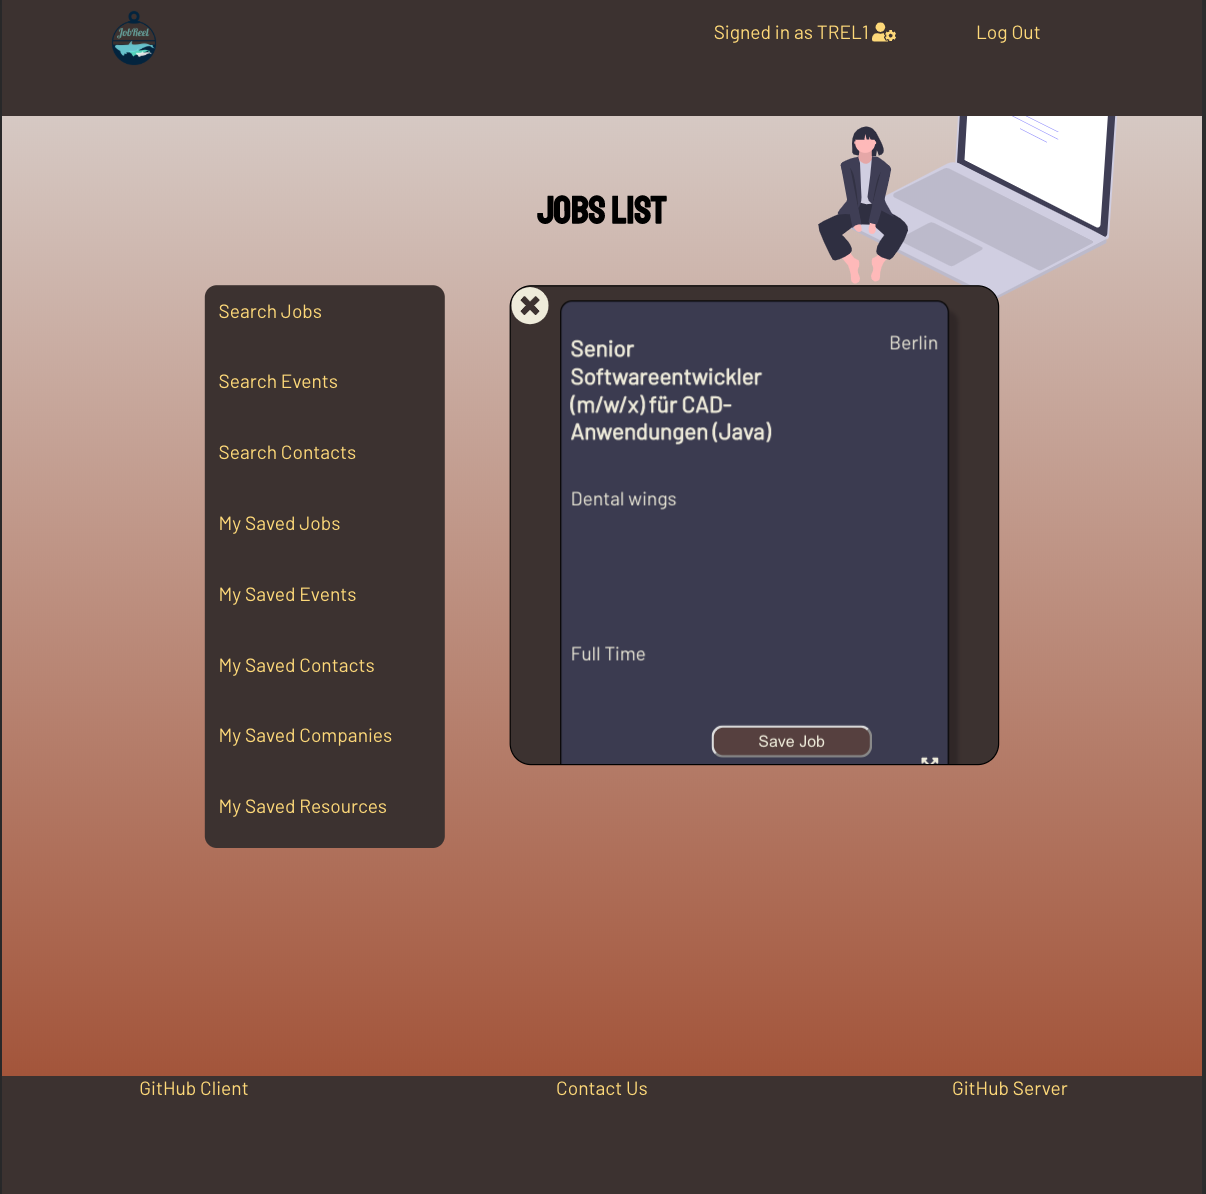 JobReel
Signed in as TREL1
Log Out
JOBS LIST
Search Jobs
Search Events
Search Contacts
My Saved Jobs
My Saved Events
My Saved Contacts
My Saved Companies
My Saved Resources
Senior
Softwareentwickler
(m/w/x) für CAD-
Anwendungen (Java)
Berlin
Dental wings
Full Time
Save Job
GitHub Client
Contact Us
GitHub Server